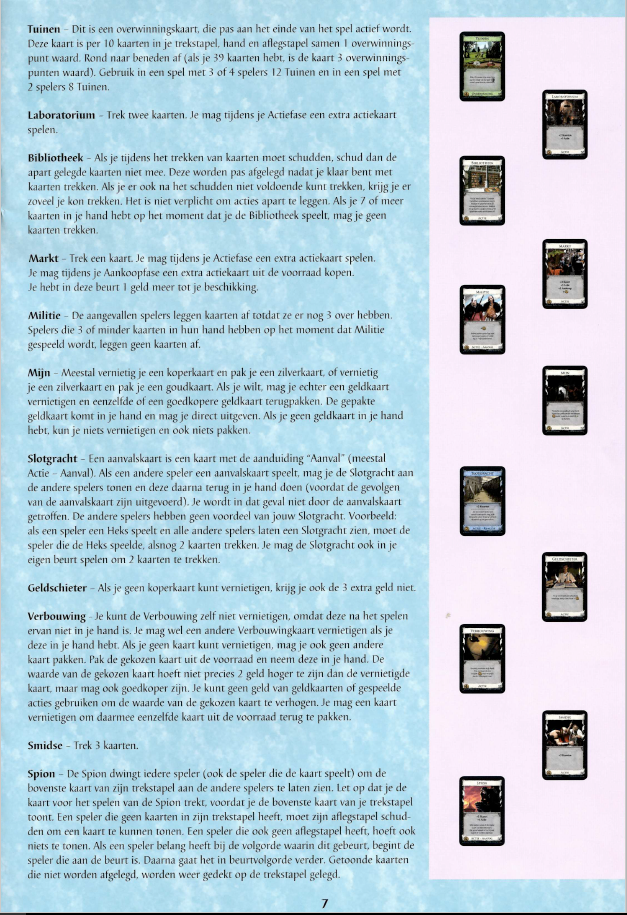 Tuinen – Dit is een overwinningskaart, die pas aan het einde van het spel actief wordt.
Deze kaart is per 10 kaarten in je trekstapel, hand en aflegstapel samen 1 overwinnings-
punt waard. Rond naar beneden af (als je 39 kaarten hebt, is de kaart 3 overwinnings-
punten waard). Gebruik in een spel met 3 of 4 spelers 12 Tuinen en in een spel met
2 spelers 8 Tuinen.
Laboratorium – Trek twee kaarten. Je mag tijdens je Actiefase een extra actiekaart
spelen.
Bibliotheek – Als je tijdens het trekken van kaarten moet schudden, schud dan de
apart gelegde kaarten niet mee. Deze worden pas afgelegd nadat je klaar bent met
kaarten trekken. Als je er ook na het schudden niet voldoende kunt trekken, krijg je er
zoveel je kon trekken. Het is niet verplicht om acties apart te leggen. Als je 7 of meer
kaarten in je hand hebt op het moment dat je de Bibliotheek speelt, mag je geen
kaarten trekken.
Markt – Trek een kaart. Je mag tijdens je Actiefase een extra actiekaart spelen.
Je mag tijdens je Aankoopfase een extra actiekaart uit de voorraad kopen.
Je hebt in deze beurt 1 geld meer tot je beschikking.
Militie – De aangevallen spelers leggen kaarten af totdat ze er nog 3 over hebben.
Spelers die 3 of minder kaarten in hun hand hebben op het moment dat Militie
gespeeld wordt, leggen geen kaarten af.
Mijn – Meestal vernietig je een koperkaart en pak je een zilverkaart, of vernietig
je een zilverkaart en pak je een goudkaart. Als je wilt, mag je echter een geldkaart
vernietigen en eenzelfde of een goedkopere geldkaart terugpakken. De gepakte
geldkaart komt in je hand en mag je direct uitgeven. Als je geen geldkaart in je hand
hebt, kun je niets vernietigen en ook niets pakken.
Slotgracht – Een aanvalskaart is een kaart met de aanduiding “Aanval” (meestal
Actie – Aanval). Als een andere speler een aanvalskaart speelt, mag je de Slotgracht aan
de andere spelers tonen en deze daarna terug in je hand doen (voordat de gevolgen
van de aanvalskaart zijn uitgevoerd). Je wordt in dat geval niet door de aanvalskaart
getroffen. De andere spelers hebben geen voordeel van jouw Slotgracht. Voorbeeld:
als een speler een Heks speelt en alle andere spelers laten een Slotgracht zien, moet de
speler die de Heks speelde, alsnog 2 kaarten trekken. Je mag de Slotgracht ook in je
eigen beurt spelen om 2 kaarten te trekken.
Geldschieter – Als je geen koperkaart kunt vernietigen, krijg je ook de 3 extra geld niet.
Verbouwing –Je kunt de Verbouwing zelf niet vernietigen, omdat deze na het spelen
ervan niet in je hand is. Je mag wel een andere Verbouwingkaart vernietigen als je
deze in je hand hebt. Als je geen kaart kunt vernietigen, mag je ook geen andere
kaart pakken. Pak de gekozen kaart uit de voorraad en neem deze in je hand. De
waarde van de gekozen kaart hoeft niet precies 2 geld hoger te zijn dan de vernietigde
kaart, maar mag ook goedkoper zijn. Je kunt geen geld van geldkaarten of gespeelde
acties gebruiken om de waarde van de gekozen kaart te verhogen. Je mag een kaart
vernietigen om daarmee eenzelfde kaart uit de voorraad terug te pakken.
Smidse – Trek 3 kaarten.
Spion – De Spion dwingt iedere speler (ook de speler die de kaart speelt) om de
bovenste kaart van zijn trekstapel aan de andere spelers te laten zien. Let op dat je de
kaart voor het spelen van de Spion trekt, voordat je de bovenste kaart van je trekstapel
toont. Een speler die geen kaarten in zijn trekstapel heeft, moet zijn aflegstapel schud-
den om een kaart te kunnen tonen. Een speler die ook geen aflegstapel heeft, hoeft ook
niets te tonen. Als een speler belang heeft bij de volgorde waarin dit gebeurt, begint de
speler die aan de beurt is. Daarna gaat het in beurtvolgorde verder. Getoonde kaarten
die niet worden afgelegd, worden weer gedekt op de trekstapel gelegd.
7